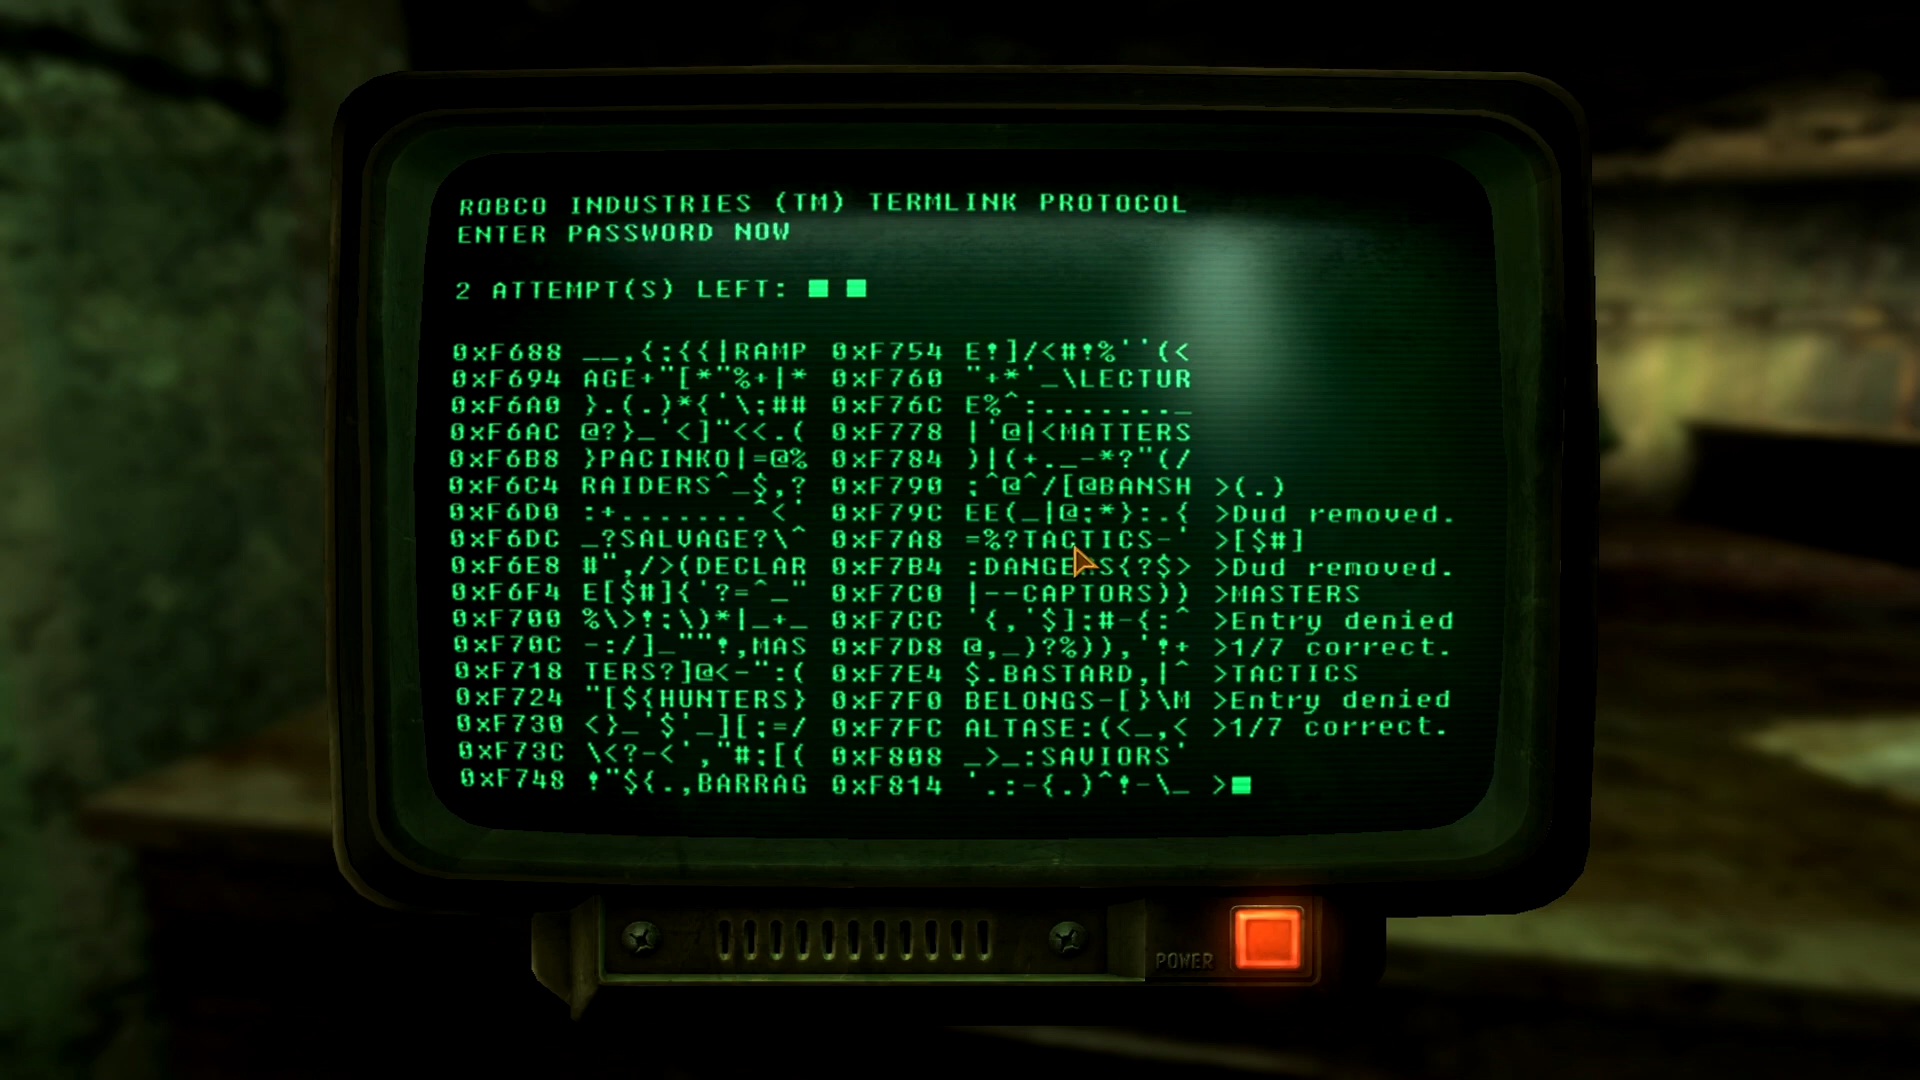 ROBCO INDUSTRIES (TM) TERMLINK PROTOCOL
ENTER PASSWORD NOW
2 ATTEMPT(S) LEFT: ■ ■
0xF688 __,{;{{|RAMP 0xF754 E!]/<#!%''(<
0xF694 AGE+"[*"%+|* 0xF760 "+*'_\LECTUR
0xF6A0 }.(.)*{'\;## 0xF76C E%^:......._
0xF6AC @?}_'<]"<<.( 0xF778 |'@|<MATTERS
0xF6B8 }PACINKO|=@% 0xF784 )|(+._-*?"(/
0xF6C4 RAIDERS^_$,? 0xF790 ;^@^/[@BANSH >(.)
0xF6D0 :+.......^<' 0xF79C EE(_|@;*}:.{ >Dud removed.
0xF6DC _?SALVAGE?\^ 0xF7A8 =%?TACTICS-' >[$#]
0xF6E8 #",/>(DECLAR 0xF7B4 :DANGERS{?$> >Dud removed.
0xF6F4 E[$#]{'?=^_" 0xF7C0 |--CAPTORS)) >MASTERS
0xF700 %\>!;\)*|_+_ 0xF7CC '{,'$];#-{:^ >Entry denied
0xF70C -:/]_""!,MAS 0xF7D8 @,_)?%)),'!+ >1/7 correct.
0xF718 TERS?]@<-":( 0xF7E4 $.BASTARD,|^ >TACTICS
0xF724 "[${HUNTERS} 0xF7F0 BELONGS-[}\M >Entry denied
0xF730 <}_'$'_][;=/ 0xF7FC ALTASE:(<_,< >1/7 correct.
0xF73C \<?-<',"#;[( 0xF808 _>_:SAVIORS'
0xF748 !"${.,BARRAG 0xF814 '.:-{.)^!-\_ >■
POWER